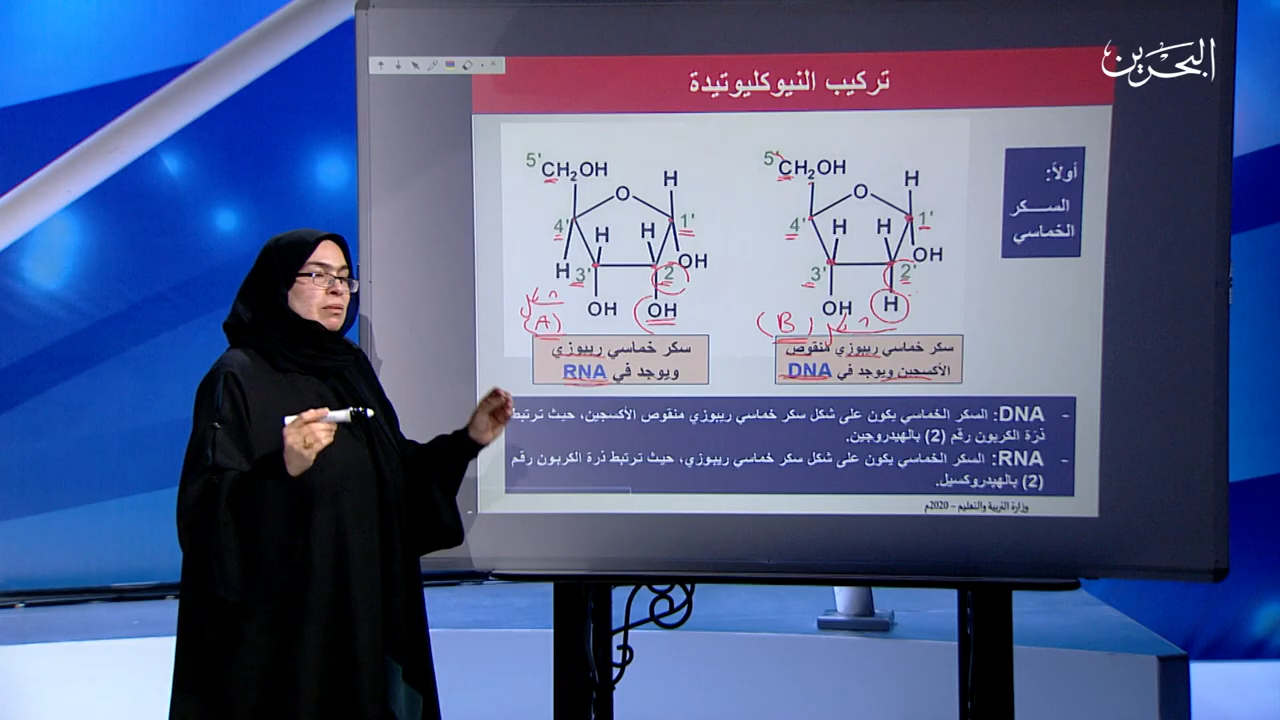 البحرين
تركيب النيوكليوتيدة
أولاً:
السكر
الخماسي
5'
CH₂OH
O
H
4'
1'
H
H
OH
3'
2'
OH
H
شكل (B)
سكر خماسي ريبوزي منقوص
الأكسجين ويوجد في DNA
5'
CH₂OH
O
H
4'
1'
H
H
OH
H
3'
2
OH
OH
شكل
(A)
سكر خماسي ريبوزي
ويوجد في RNA
- DNA: السكر الخماسي يكون على شكل سكر خماسي ريبوزي منقوص الأكسجين، حيث ترتبط
ذرة الكربون رقم (2) بالهيدروجين.
- RNA: السكر الخماسي يكون على شكل سكر خماسي ريبوزي، حيث ترتبط ذرة الكربون رقم
(2) بالهيدروكسيل.
وزارة التربية والتعليم – 2020م